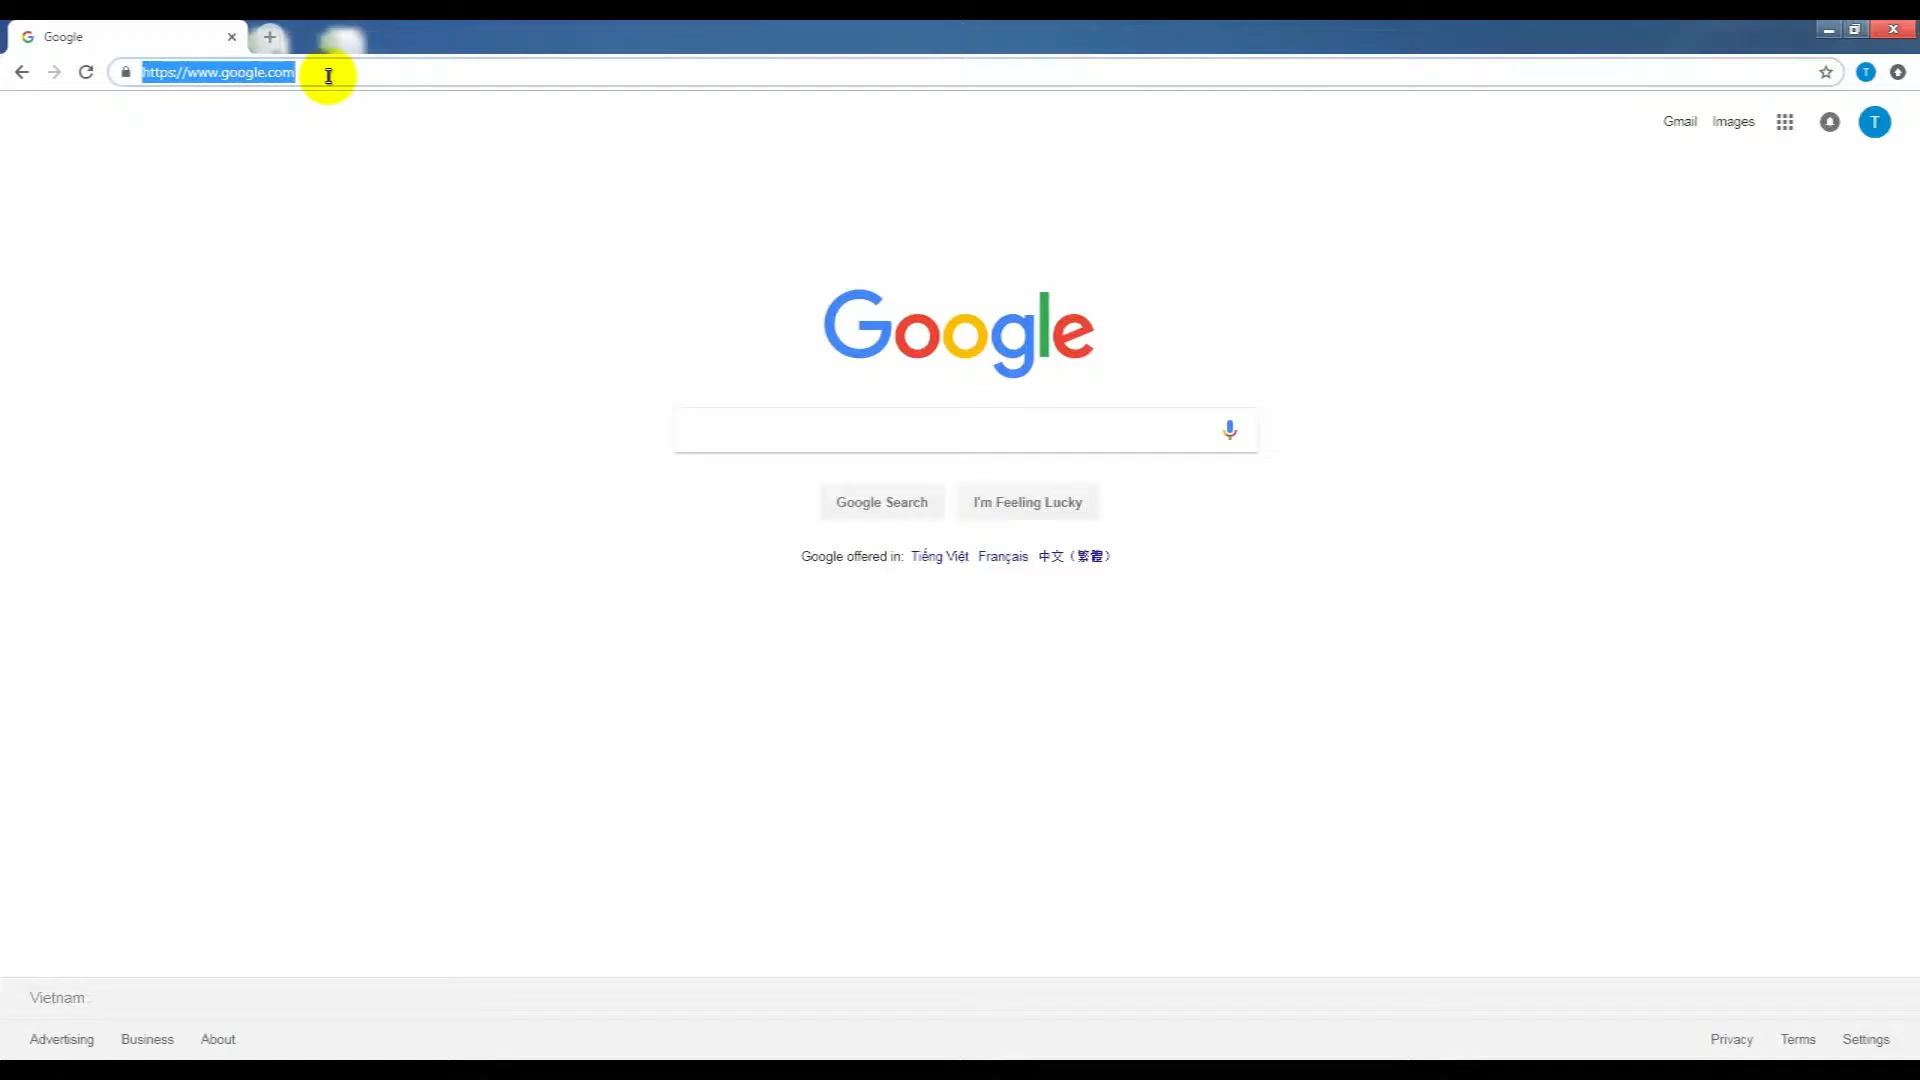 Google
https://www.google.com
T
Gmail Images T
Google
Google Search I'm Feeling Lucky
Google offered in: Tiếng Việt Français 中文（繁體）
Vietnam
Advertising Business About Privacy Terms Settings